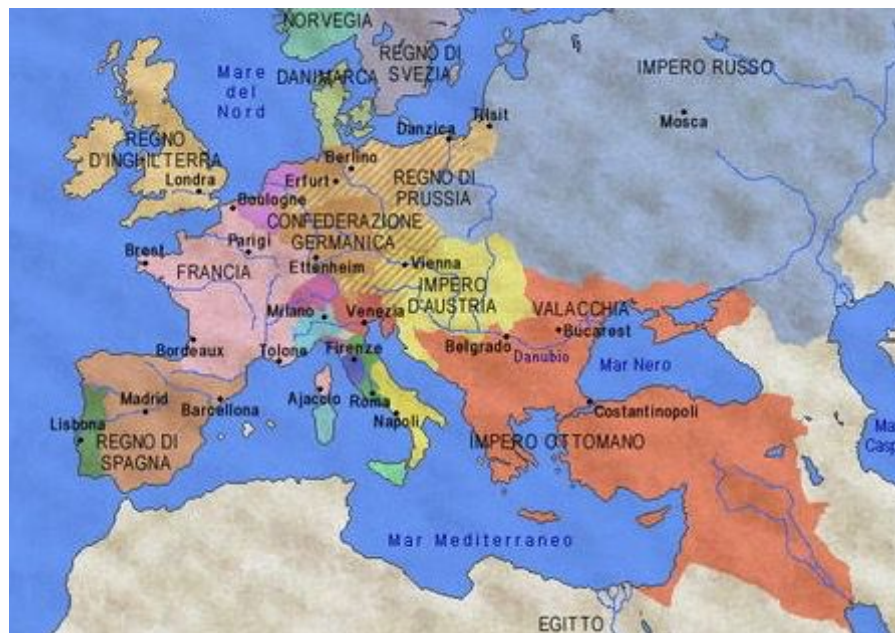 NORVEGIA
REGNO DI
SVEZIA
Mare
del
Nord
DANIMARCA
IMPERO RUSSO
Mosca
REGNO
D'INGHILTERRA
Londra
Danzica
Tilsit
Berlino
Erfurt
REGNO DI
PRUSSIA
Boulogne
CONFEDERAZIONE
GERMANICA
Parigi
Brest
Ettenheim
Vienna
FRANCIA
IMPERO
D'AUSTRIA
Milano
Venezia
VALACCHIA
Bucarest
Belgrado
Danubio
Mar Nero
Bordeaux
Tolone
Firenze
Ajaccio
Roma
Napoli
Madrid
Barcellona
Lisbona
REGNO DI
SPAGNA
Costantinopoli
IMPERO OTTOMANO
Ma
Casp
Mar Mediterraneo
EGITTO